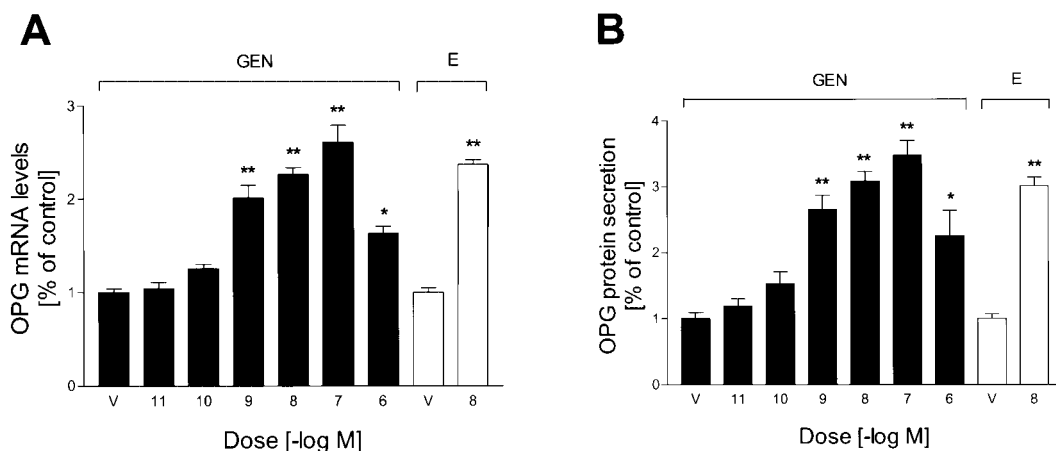 A
GEN
E
OPG mRNA levels
[% of control]
3
2
1
0
**
**
**
*
**
V 11 10 9 8 7 6 V 8
Dose [-log M]
B
GEN
E
OPG protein secretion
[% of control]
4
3
2
1
0
**
**
**
*
**
V 11 10 9 8 7 6 V 8
Dose [-log M]